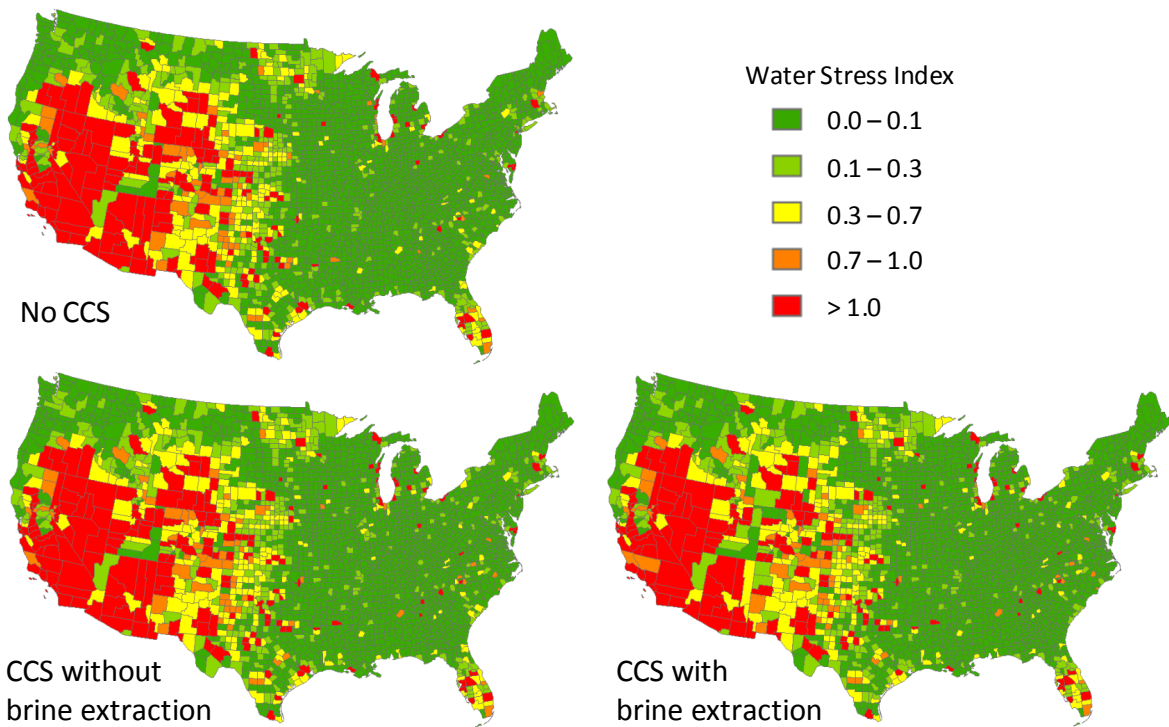 Water Stress Index
0.0 – 0.1
0.1 – 0.3
0.3 – 0.7
0.7 – 1.0
> 1.0
No CCS
CCS without
brine extraction
CCS with
brine extraction